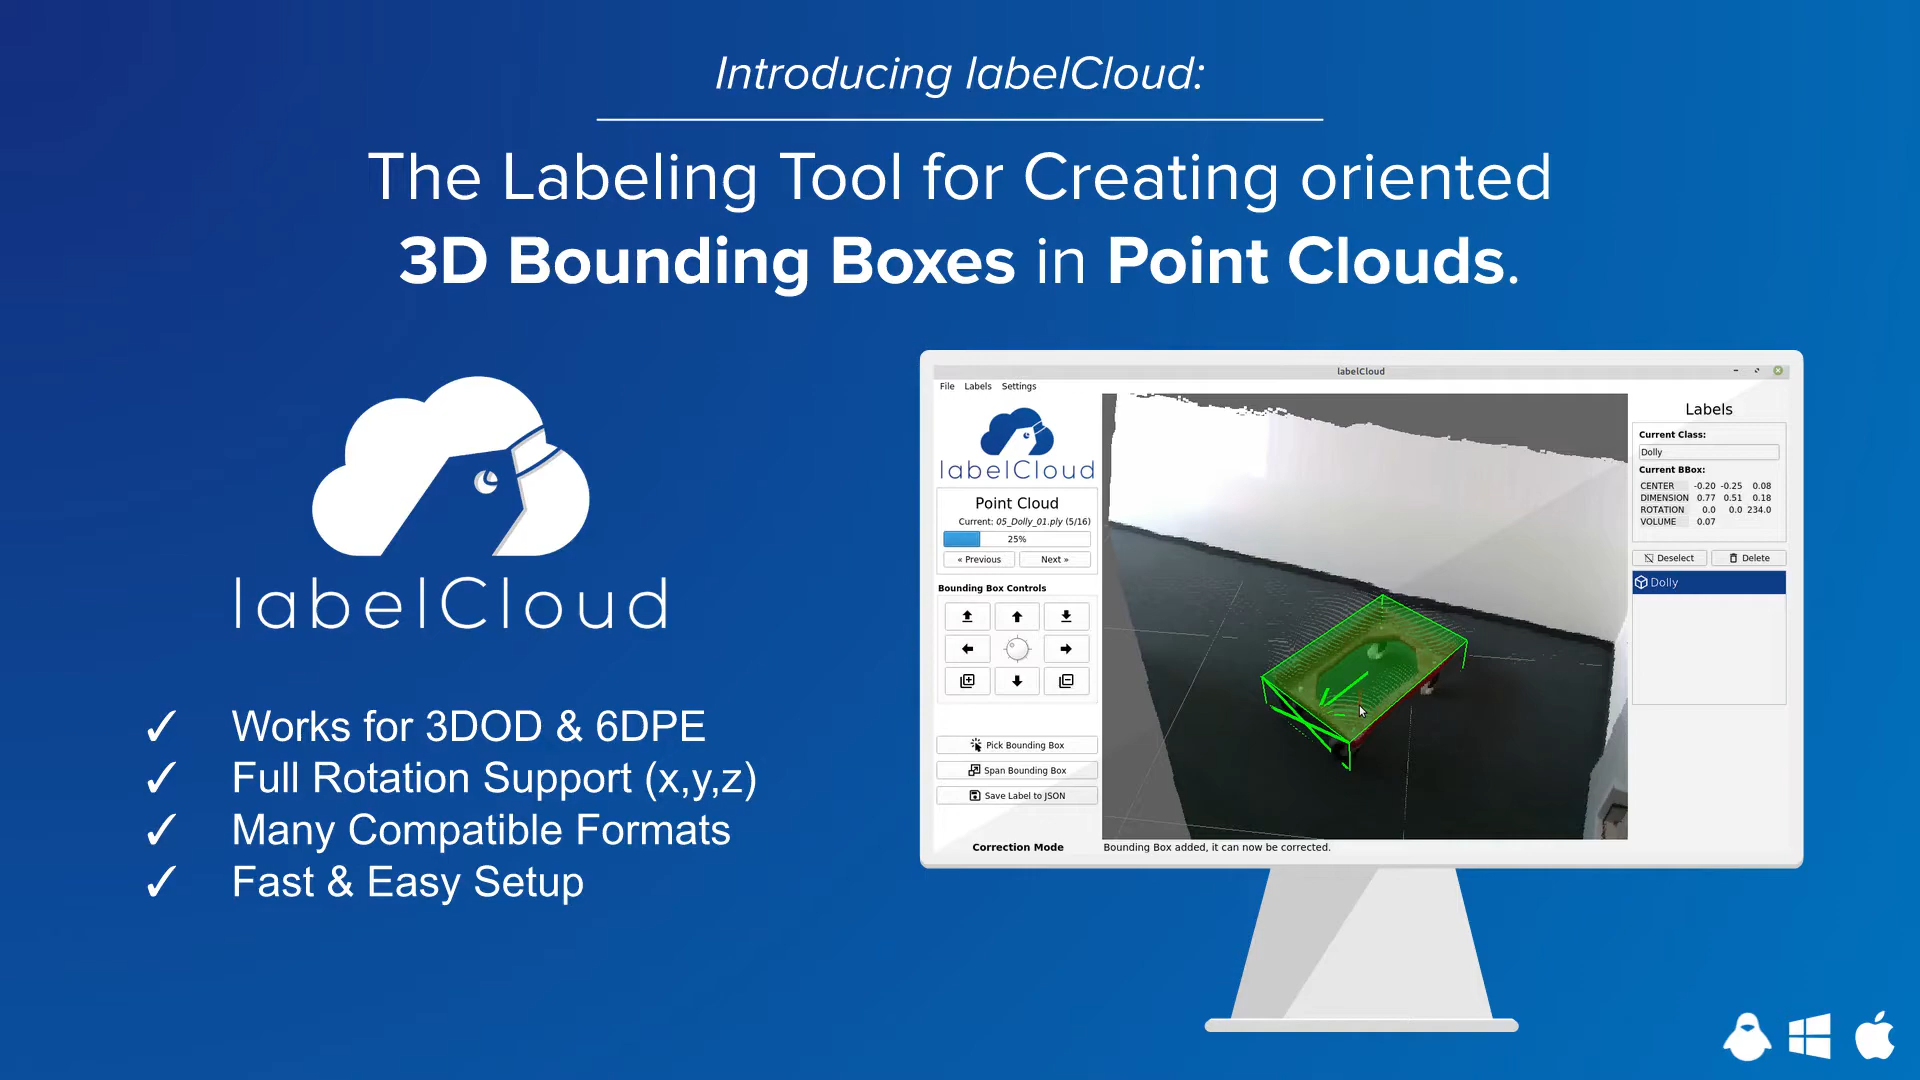 Introducing labelCloud:
The Labeling Tool for Creating oriented
3D Bounding Boxes in Point Clouds.
labelCloud
✓ Works for 3DOD & 6DPE
✓ Full Rotation Support (x,y,z)
✓ Many Compatible Formats
✓ Fast & Easy Setup
labelCloud
File Labels Settings
labelCloud
Point Cloud
Current: 05_Dolly_01.ply (5/16)
25%
« Previous Next »
Bounding Box Controls
Pick Bounding Box
Span Bounding Box
Save Label to JSON
Correction Mode
Bounding Box added, it can now be corrected.
Labels
Current Class:
Dolly
Current BBox:
CENTER -0.20 -0.25 0.08
DIMENSION 0.77 0.51 0.18
ROTATION 0.0 0.0 234.0
VOLUME 0.07
Deselect Delete
Dolly